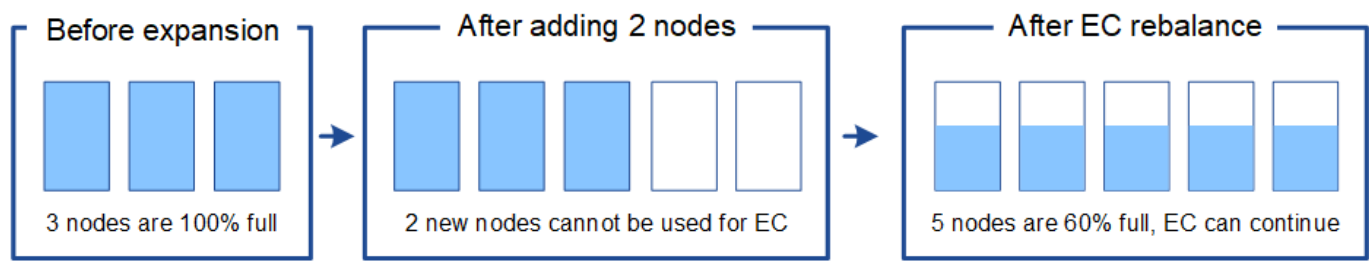 Before expansion
3 nodes are 100% full
After adding 2 nodes
2 new nodes cannot be used for EC
After EC rebalance
5 nodes are 60% full, EC can continue